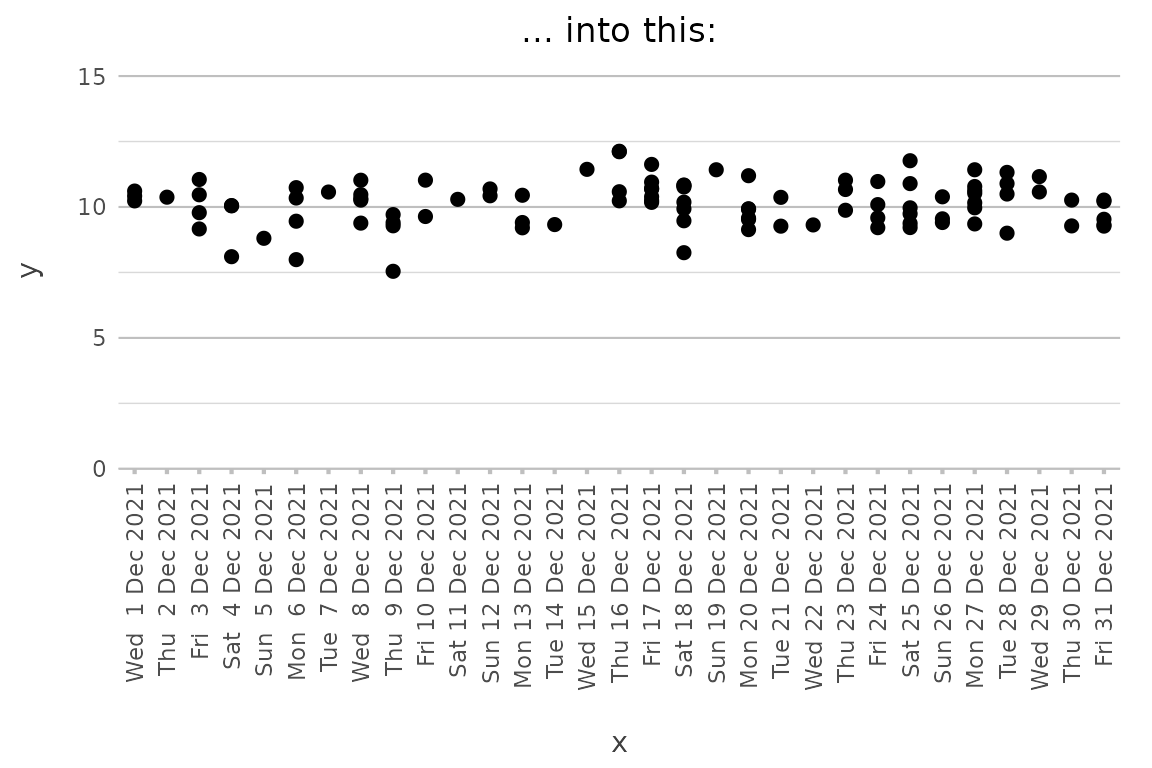 ... into this:
15
10
5
0
y
Wed  1 Dec 2021
Thu  2 Dec 2021
Fri  3 Dec 2021
Sat  4 Dec 2021
Sun  5 Dec 2021
Mon  6 Dec 2021
Tue  7 Dec 2021
Wed  8 Dec 2021
Thu  9 Dec 2021
Fri 10 Dec 2021
Sat 11 Dec 2021
Sun 12 Dec 2021
Mon 13 Dec 2021
Tue 14 Dec 2021
Wed 15 Dec 2021
Thu 16 Dec 2021
Fri 17 Dec 2021
Sat 18 Dec 2021
Sun 19 Dec 2021
Mon 20 Dec 2021
Tue 21 Dec 2021
Wed 22 Dec 2021
Thu 23 Dec 2021
Fri 24 Dec 2021
Sat 25 Dec 2021
Sun 26 Dec 2021
Mon 27 Dec 2021
Tue 28 Dec 2021
Wed 29 Dec 2021
Thu 30 Dec 2021
Fri 31 Dec 2021
x